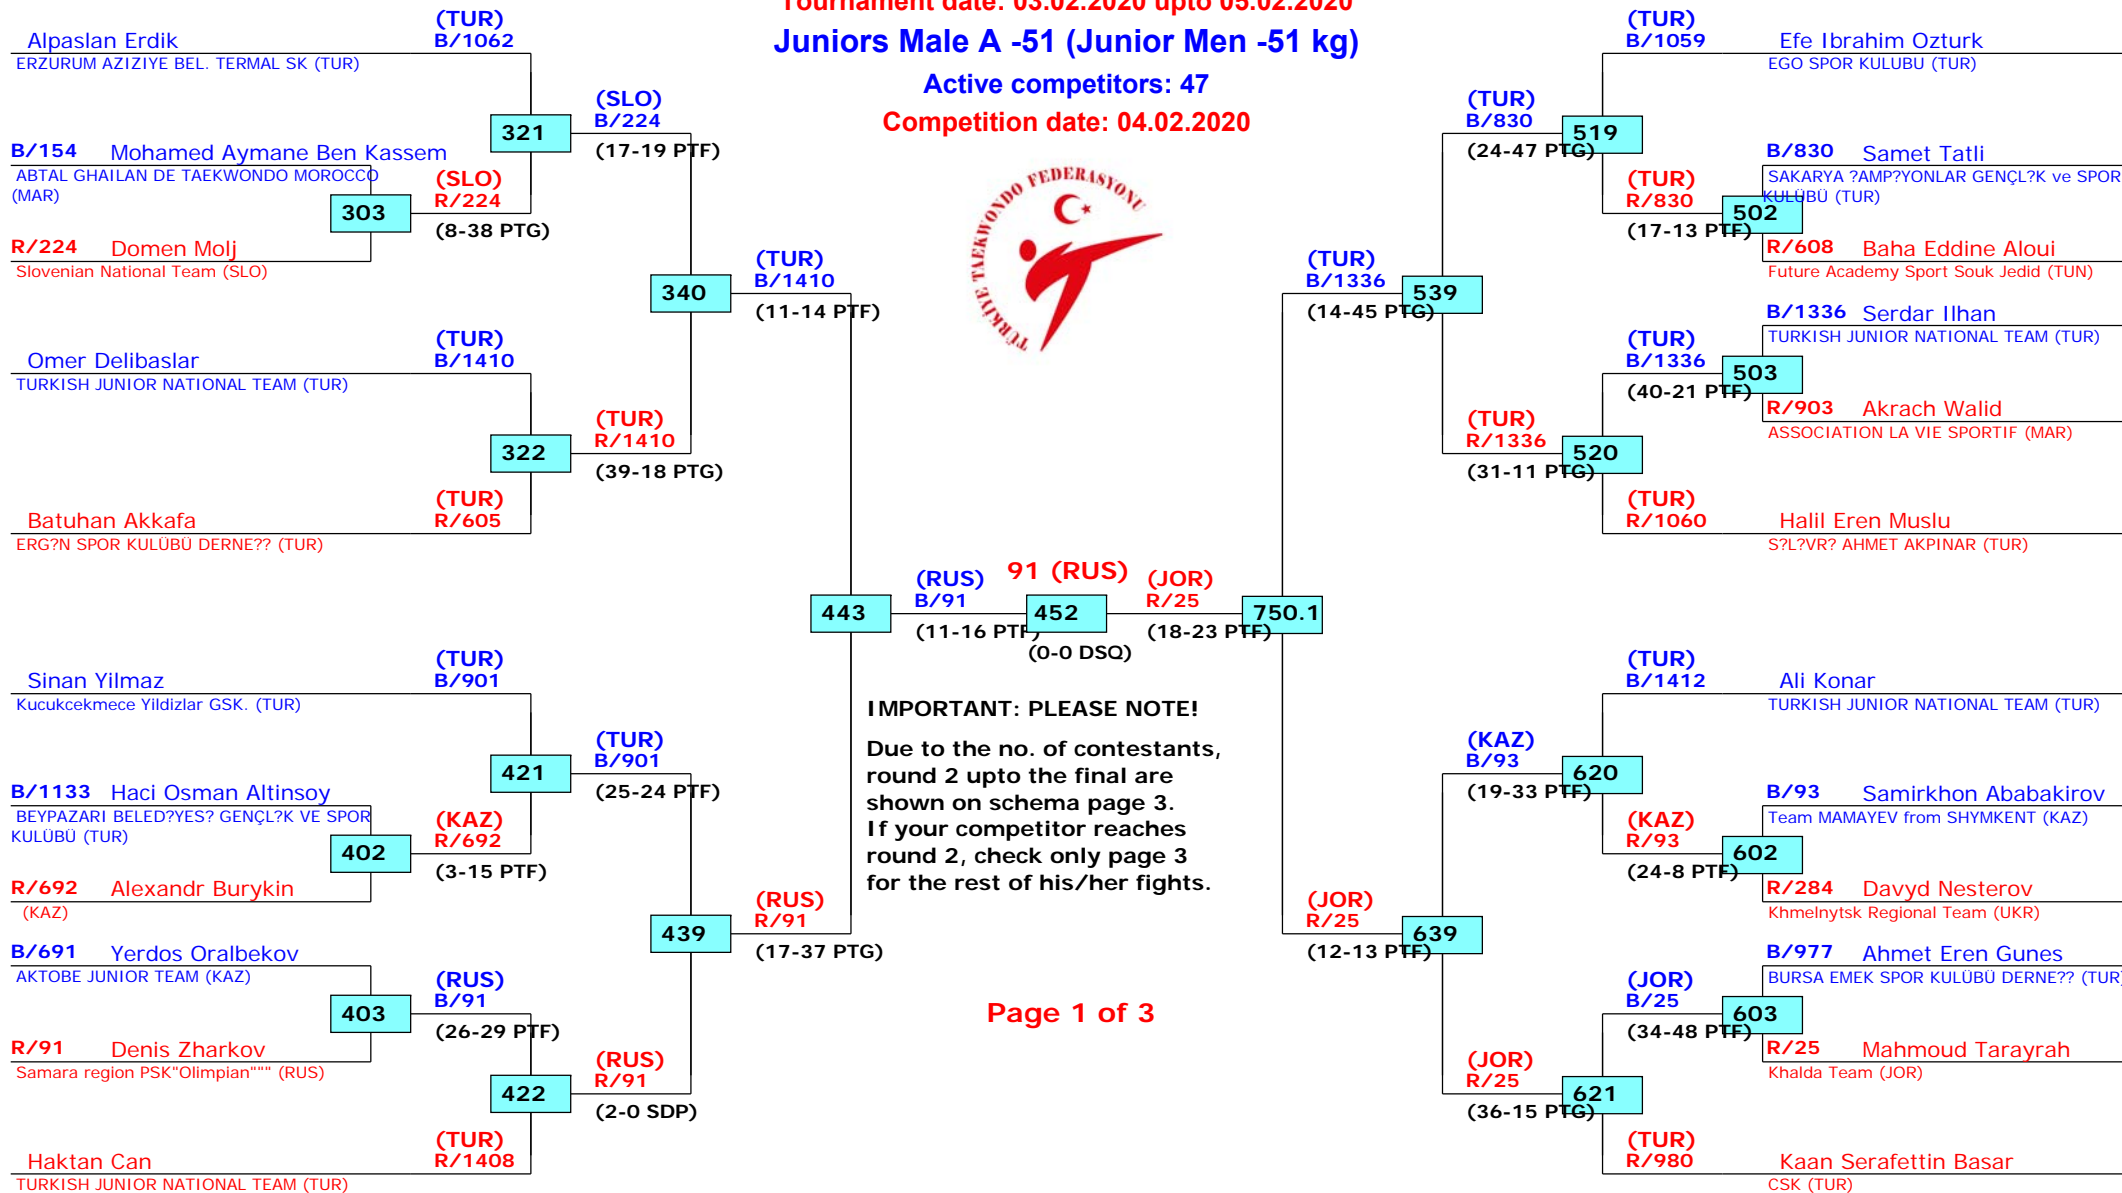 Tournament date: 03.02.2020 upto 05.02.2020
Juniors Male A -51 (Junior Men -51 kg)
Active competitors: 47
Competition date: 04.02.2020
TÜRKİYE TAEKWONDO FEDERASYONU
(TUR)
Alpaslan Erdik B/1062
ERZURUM AZIZIYE BEL. TERMAL SK (TUR)
(SLO)
B/224
321
(17-19 PTF)
B/154 Mohamed Aymane Ben Kassem
ABTAL GHAILAN DE TAEKWONDO MOROCCO
(MAR)
(SLO)
R/224
303
(8-38 PTG)
R/224 Domen Molj
Slovenian National Team (SLO)
(TUR)
B/1410
340
(11-14 PTF)
(TUR)
Omer Delibaslar B/1410
TURKISH JUNIOR NATIONAL TEAM (TUR)
(TUR)
R/1410
322
(39-18 PTG)
(TUR)
Batuhan Akkafa R/605
ERG?N SPOR KULÜBÜ DERNE?? (TUR)
(RUS)
B/91
443
(11-16 PTF)
91 (RUS)
452
(0-0 DSQ)
(JOR)
R/25
750.1
(18-23 PTF)
(TUR)
Sinan Yilmaz B/901
Kucukcekmece Yildizlar GSK. (TUR)
(TUR)
B/901
421
(25-24 PTF)
B/1133 Haci Osman Altinsoy
BEYPAZARI BELED?YES? GENÇL?K VE SPOR
KULÜBÜ (TUR)
(KAZ)
R/692
402
(3-15 PTF)
R/692 Alexandr Burykin
(KAZ)
(RUS)
R/91
439
(17-37 PTG)
B/691 Yerdos Oralbekov
AKTOBE JUNIOR TEAM (KAZ)
(RUS)
B/91
403
(26-29 PTF)
R/91 Denis Zharkov
Samara region PSK"Olimpian""" (RUS)
(RUS)
R/91
422
(2-0 SDP)
(TUR)
Haktan Can R/1408
TURKISH JUNIOR NATIONAL TEAM (TUR)
IMPORTANT: PLEASE NOTE!
Due to the no. of contestants,
round 2 upto the final are
shown on schema page 3.
If your competitor reaches
round 2, check only page 3
for the rest of his/her fights.
Page 1 of 3
(TUR)
B/1059 Efe Ibrahim Ozturk
EGO SPOR KULUBU (TUR)
(TUR)
B/830
519
(24-47 PTG)
B/830 Samet Tatli
SAKARYA ?AMP?YONLAR GENÇL?K ve SPOR
KULÜBÜ (TUR)
(TUR)
R/830
502
(17-13 PTF)
R/608 Baha Eddine Aloui
Future Academy Sport Souk Jedid (TUN)
(TUR)
B/1336
539
(14-45 PTG)
B/1336 Serdar Ilhan
TURKISH JUNIOR NATIONAL TEAM (TUR)
(TUR)
B/1336
503
(40-21 PTF)
R/903 Akrach Walid
ASSOCIATION LA VIE SPORTIF (MAR)
(TUR)
R/1336
520
(31-11 PTG)
(TUR)
R/1060 Halil Eren Muslu
S?L?VR? AHMET AKPINAR (TUR)
(TUR)
B/1412 Ali Konar
TURKISH JUNIOR NATIONAL TEAM (TUR)
(KAZ)
B/93
620
(19-33 PTF)
B/93 Samirkhon Ababakirov
Team MAMAYEV from SHYMKENT (KAZ)
(KAZ)
R/93
602
(24-8 PTF)
R/284 Davyd Nesterov
Khmelnytsk Regional Team (UKR)
(JOR)
R/25
639
(12-13 PTF)
B/977 Ahmet Eren Gunes
BURSA EMEK SPOR KULÜBÜ DERNE?? (TUR)
(JOR)
B/25
603
(34-48 PTF)
R/25 Mahmoud Tarayrah
Khalda Team (JOR)
(JOR)
R/25
621
(36-15 PTG)
(TUR)
R/980 Kaan Serafettin Basar
CSK (TUR)